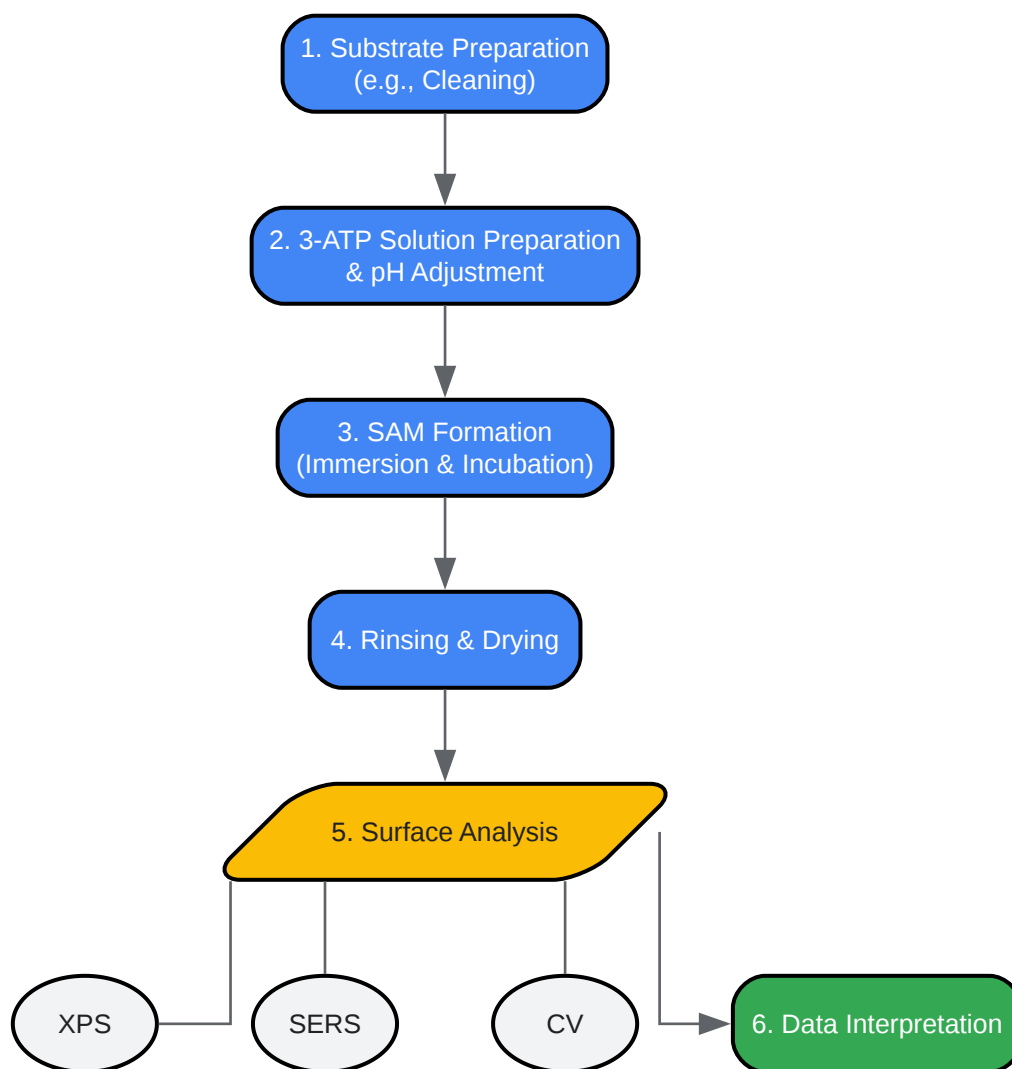 1. Substrate Preparation
(e.g., Cleaning)
2. 3-ATP Solution Preparation
& pH Adjustment
3. SAM Formation
(Immersion & Incubation)
4. Rinsing & Drying
5. Surface Analysis
XPS
SERS
CV
6. Data Interpretation